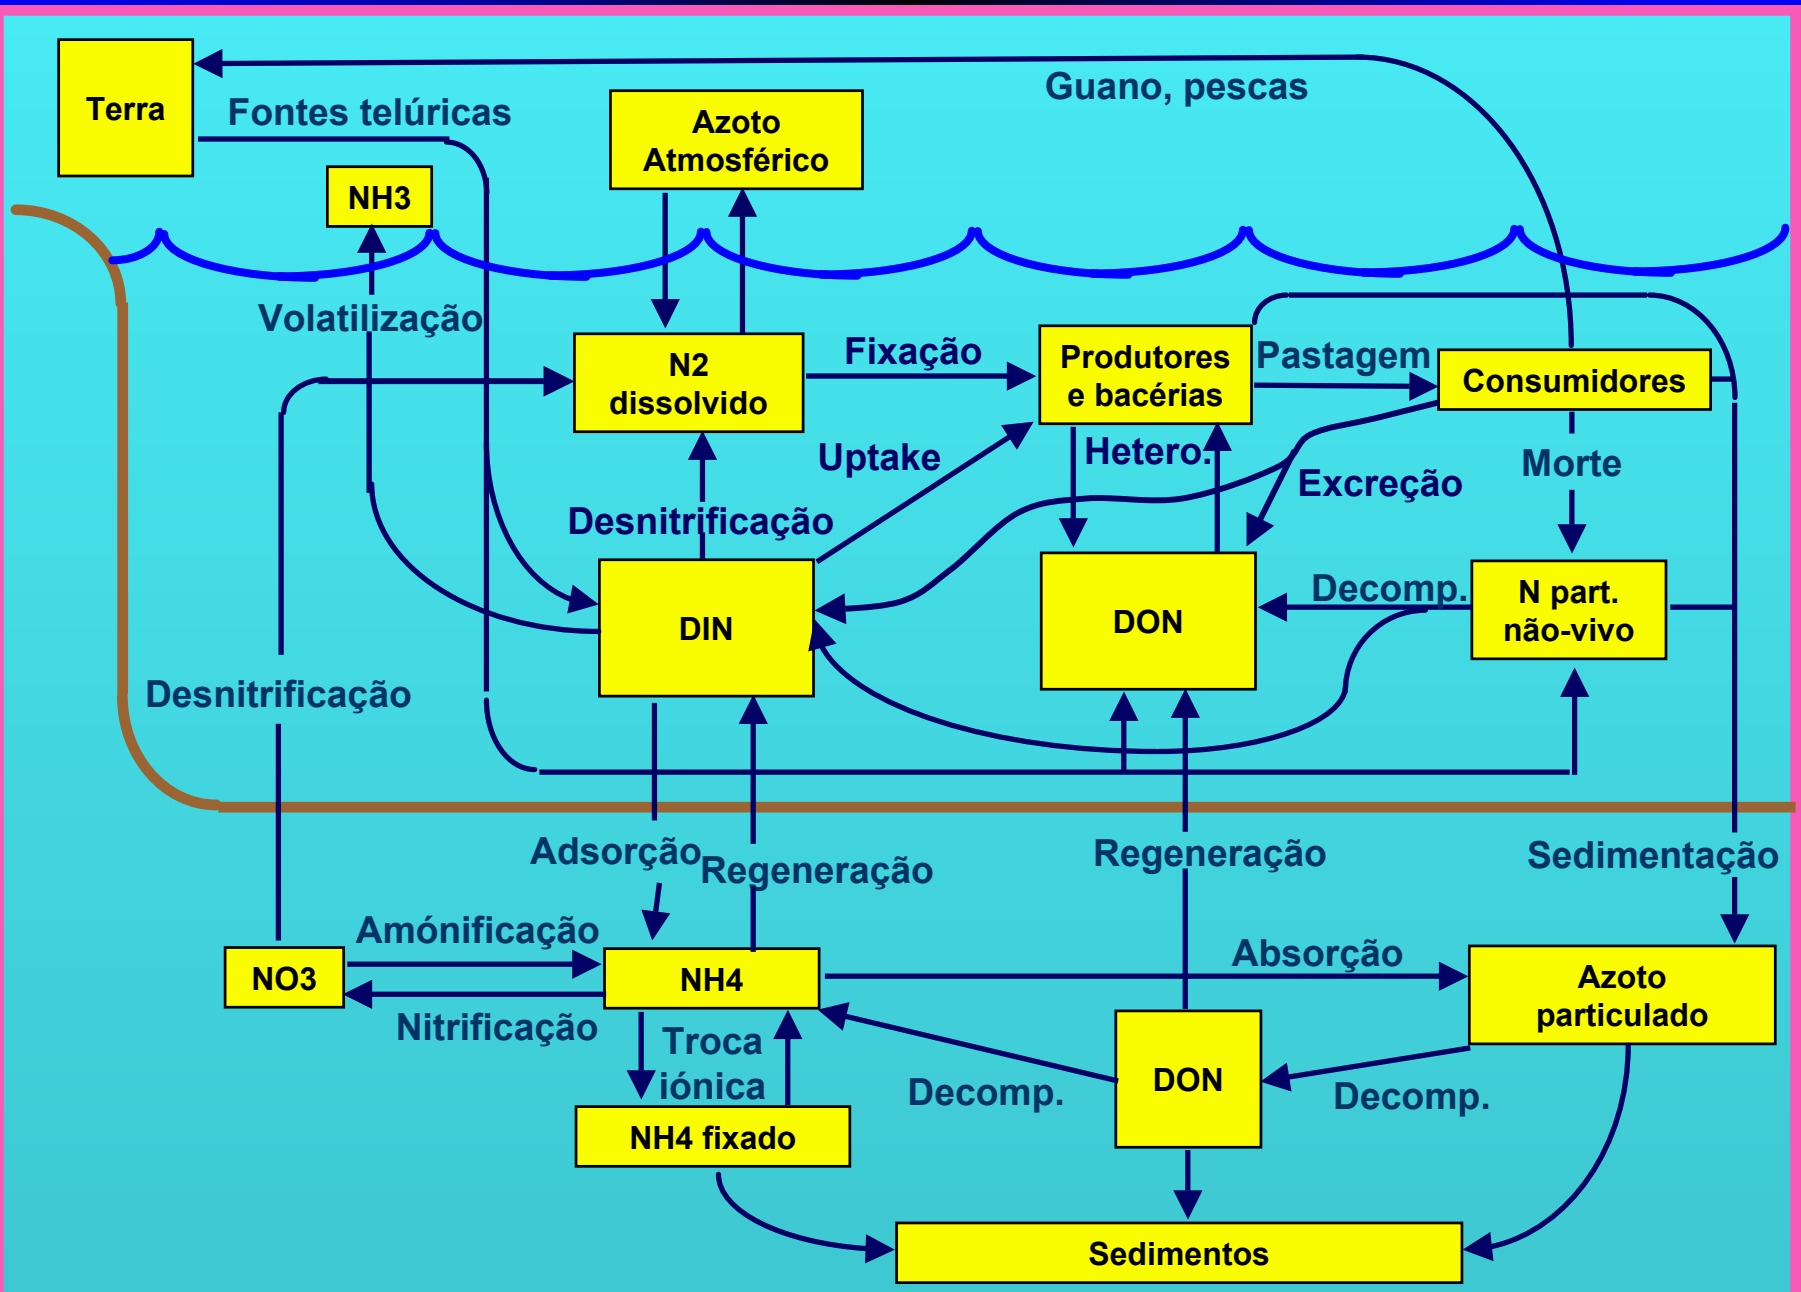 Guano, pescas
Terra
Fontes telúricas
Azoto
Atmosférico
NH3
Volatilização
N2
dissolvido
Fixação
Produtores
e bacérias
Pastagem
Consumidores
Uptake
Hetero.
Excreção
Morte
Desnitrificação
DIN
DON
Decomp.
N part.
não-vivo
Desnitrificação
Adsorção
Regeneração
Regeneração
Sedimentação
Amónificação
Absorção
NO3
NH4
Azoto
particulado
Nitrificação
Troca
iónica
DON
Decomp.
Decomp.
NH4 fixado
Sedimentos